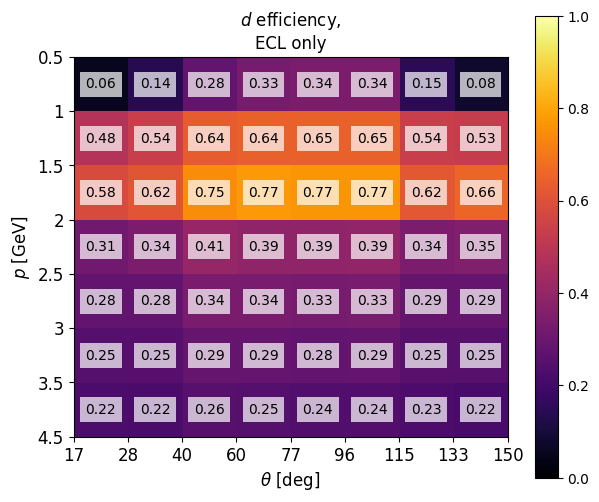 d efficiency,
ECL only
0.5 0.06 0.14 0.28 0.33 0.34 0.34 0.15 0.08
1 0.48 0.54 0.64 0.64 0.65 0.65 0.54 0.53
1.5 0.58 0.62 0.75 0.77 0.77 0.77 0.62 0.66
2 0.31 0.34 0.41 0.39 0.39 0.39 0.34 0.35
2.5 0.28 0.28 0.34 0.34 0.33 0.33 0.29 0.29
3 0.25 0.25 0.29 0.29 0.28 0.29 0.25 0.25
3.5 0.22 0.22 0.26 0.25 0.24 0.24 0.23 0.22
4.5
p [GeV]
17 28 40 60 77 96 115 133 150
θ [deg]
1.0
0.8
0.6
0.4
0.2
0.0